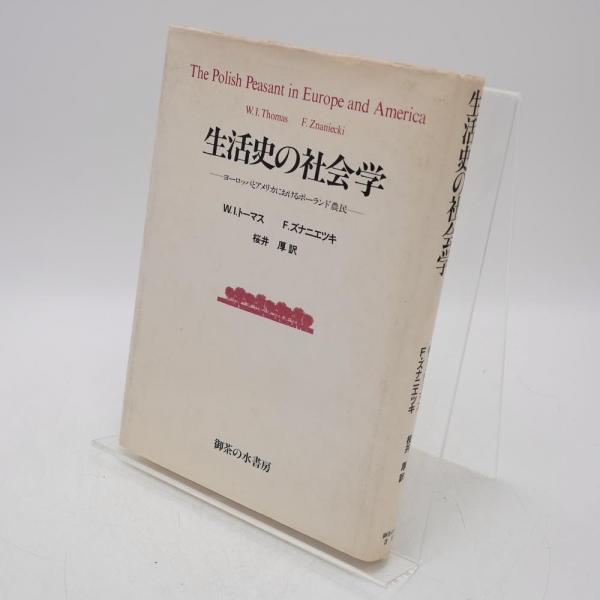 The Polish Peasant in Europe and America
W. I. Thomas F. Znaniecki
生活史の社会学
―ヨーロッパとアメリカにおけるポーランド農民―
W.I.トーマス F.ズナニエツキ
桜井 厚 訳
御茶の水書房
生活史の社会学
F.ズナニエツキ
桜井 厚 訳